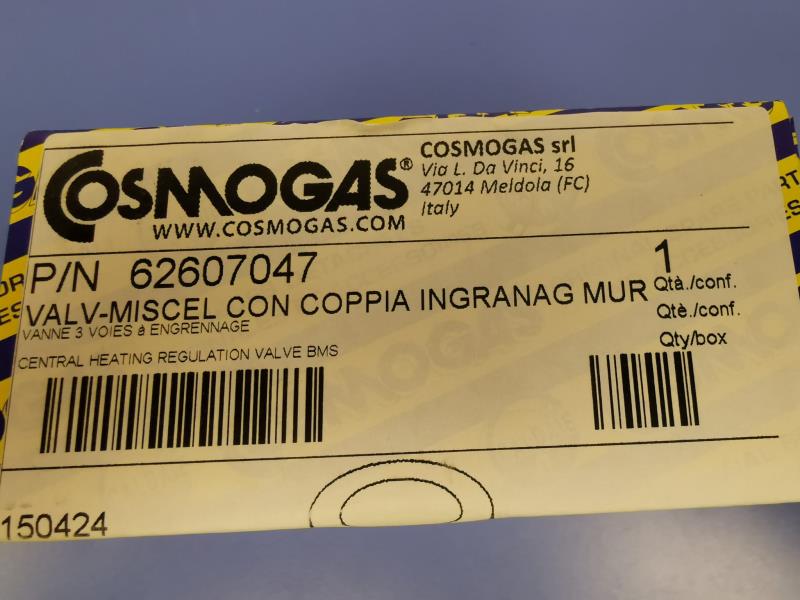 COSMOGAS®
WWW.COSMOGAS.COM
COSMOGAS srl
Via L. Da Vinci, 16
47014 Meldola (FC)
Italy
P/N 62607047
1
VALV-MISCEL CON COPPIA INGRANAG MUR
Qtà./conf.
VANNE 3 VOIES à ENGRENNAGE
Qtè./conf.
CENTRAL HEATING REGULATION VALVE BMS
Qty/box
150424